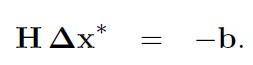 H Δx* = −b.